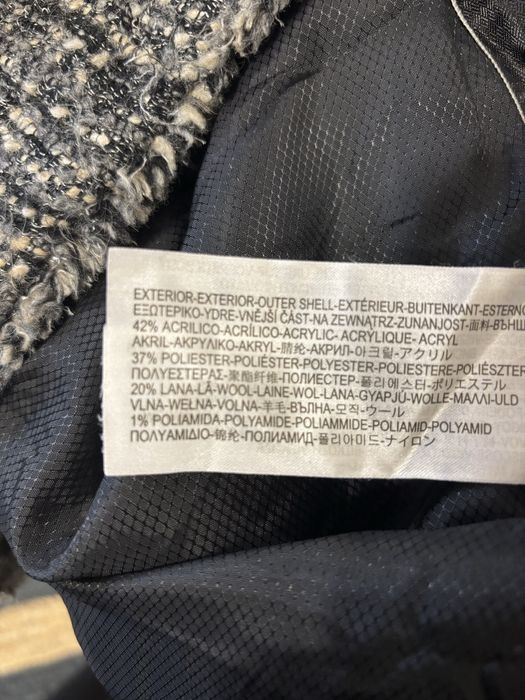 EXTERIOR-EXTERIOR-OUTER SHELL-EXTÉRIEUR-BUITENKANT-ESTERNO
ΕΞΩΤΕΡΙΚΟ-YDRE-VNĚJŠÍ ČÁST-NA ZEWNĄTRZ-ZUNANJOST-面料-ВЪНШ
42% ACRILICO-ACRÍLICO-ACRYLIC- ACRYLIQUE- ACRYL
AKRIL-ΑΚΡΥΛΙΚΟ-AKRYL-腈纶-АКРИЛ-아크릴-アクリル
37% POLIESTER-POLIÉSTER-POLYESTER-POLYESTERE-POLIESTERE-POLIÉSZTER
ΠΟΛΥΕΣΤΕΡΑΣ-聚酯纤维-ПОЛИЕСТЕР-폴리에스터-ポリエステル
20% LANA-LÃ-WOOL-LAINE-WOL-LANA-GYAPJÚ-WOLLE-ΜΑΛΛΙ-ULD
VLNA-WEŁNA-VOLNA-羊毛-ВЪЛНА-모직-ウール
1% POLIAMIDA-POLYAMIDE-POLIAMMIDE-POLIAMID-POLYAMID
ΠΟΛΥΑΜΙΔΙΟ-锦纶-ПОЛИАМИД-폴리아미드-ナイロン